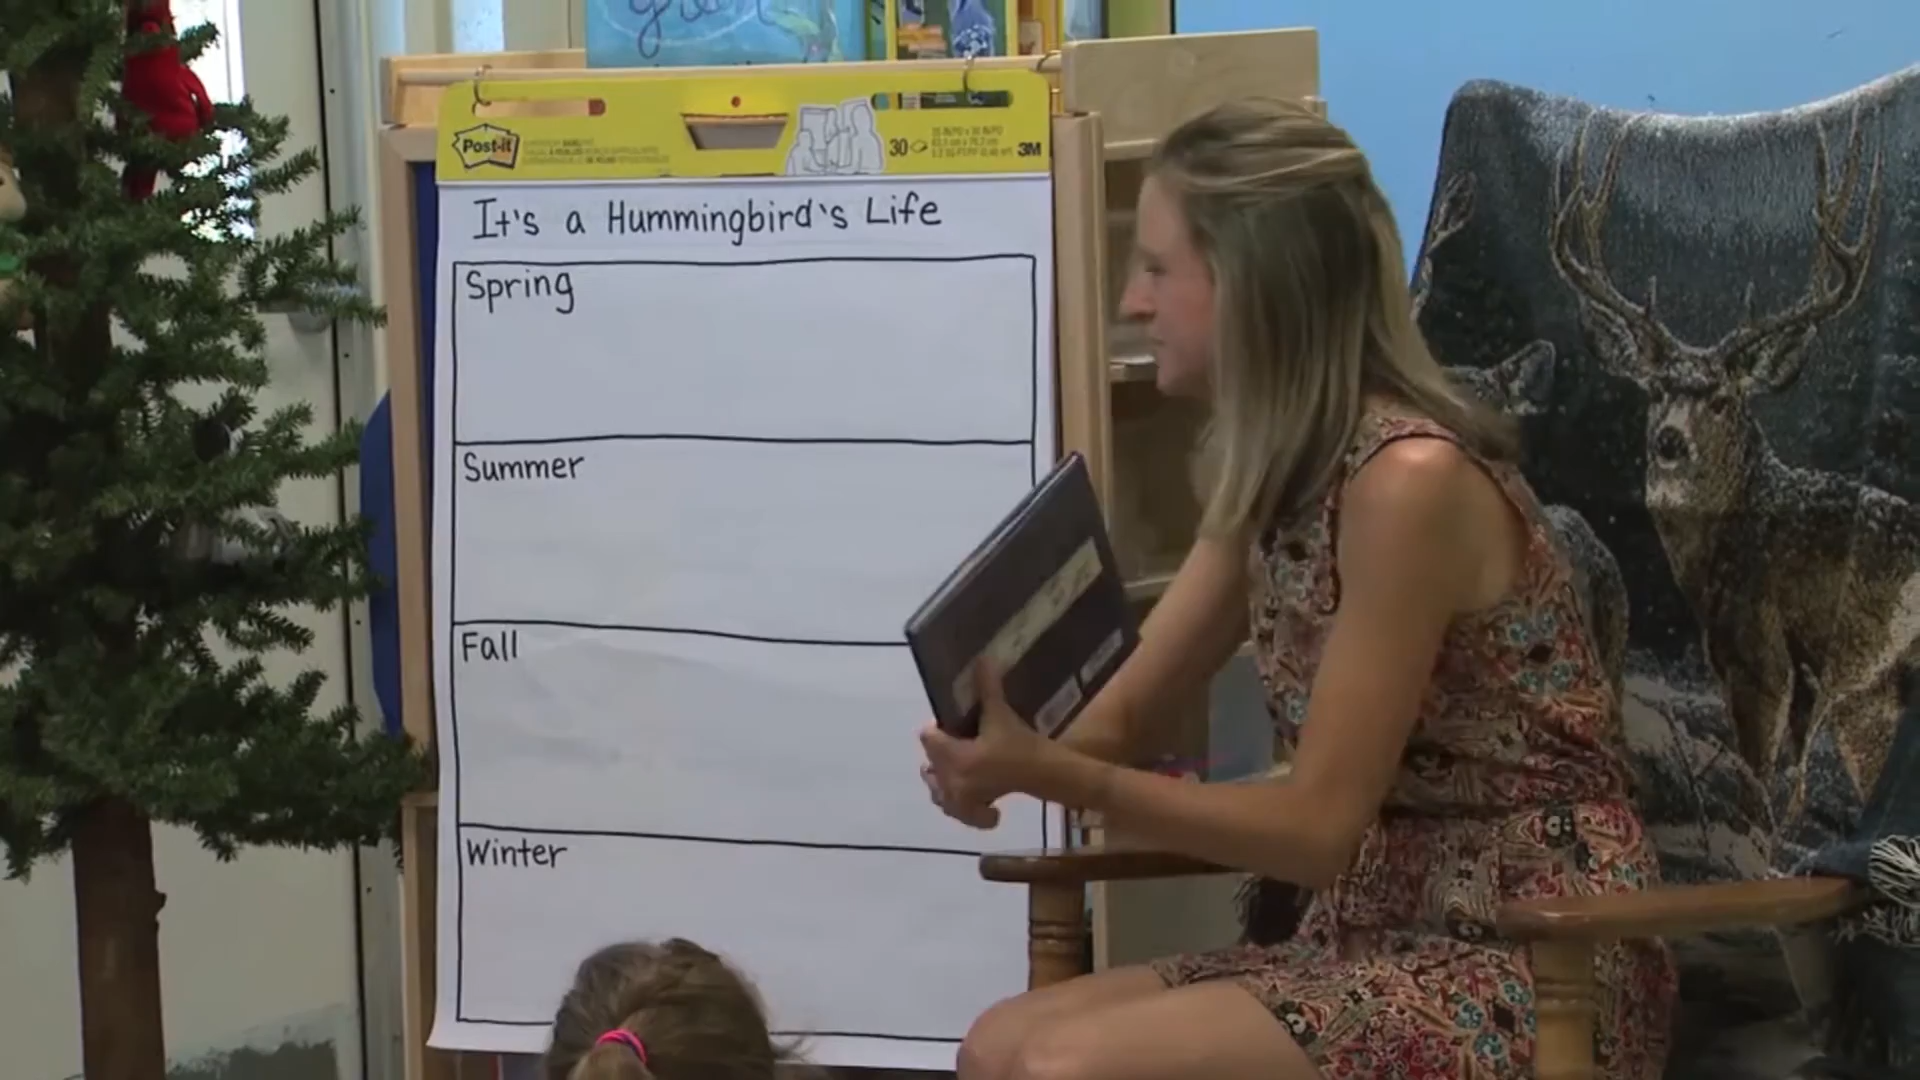 Post-it
30
3M
It's a Hummingbird's Life
Spring
Summer
Fall
Winter